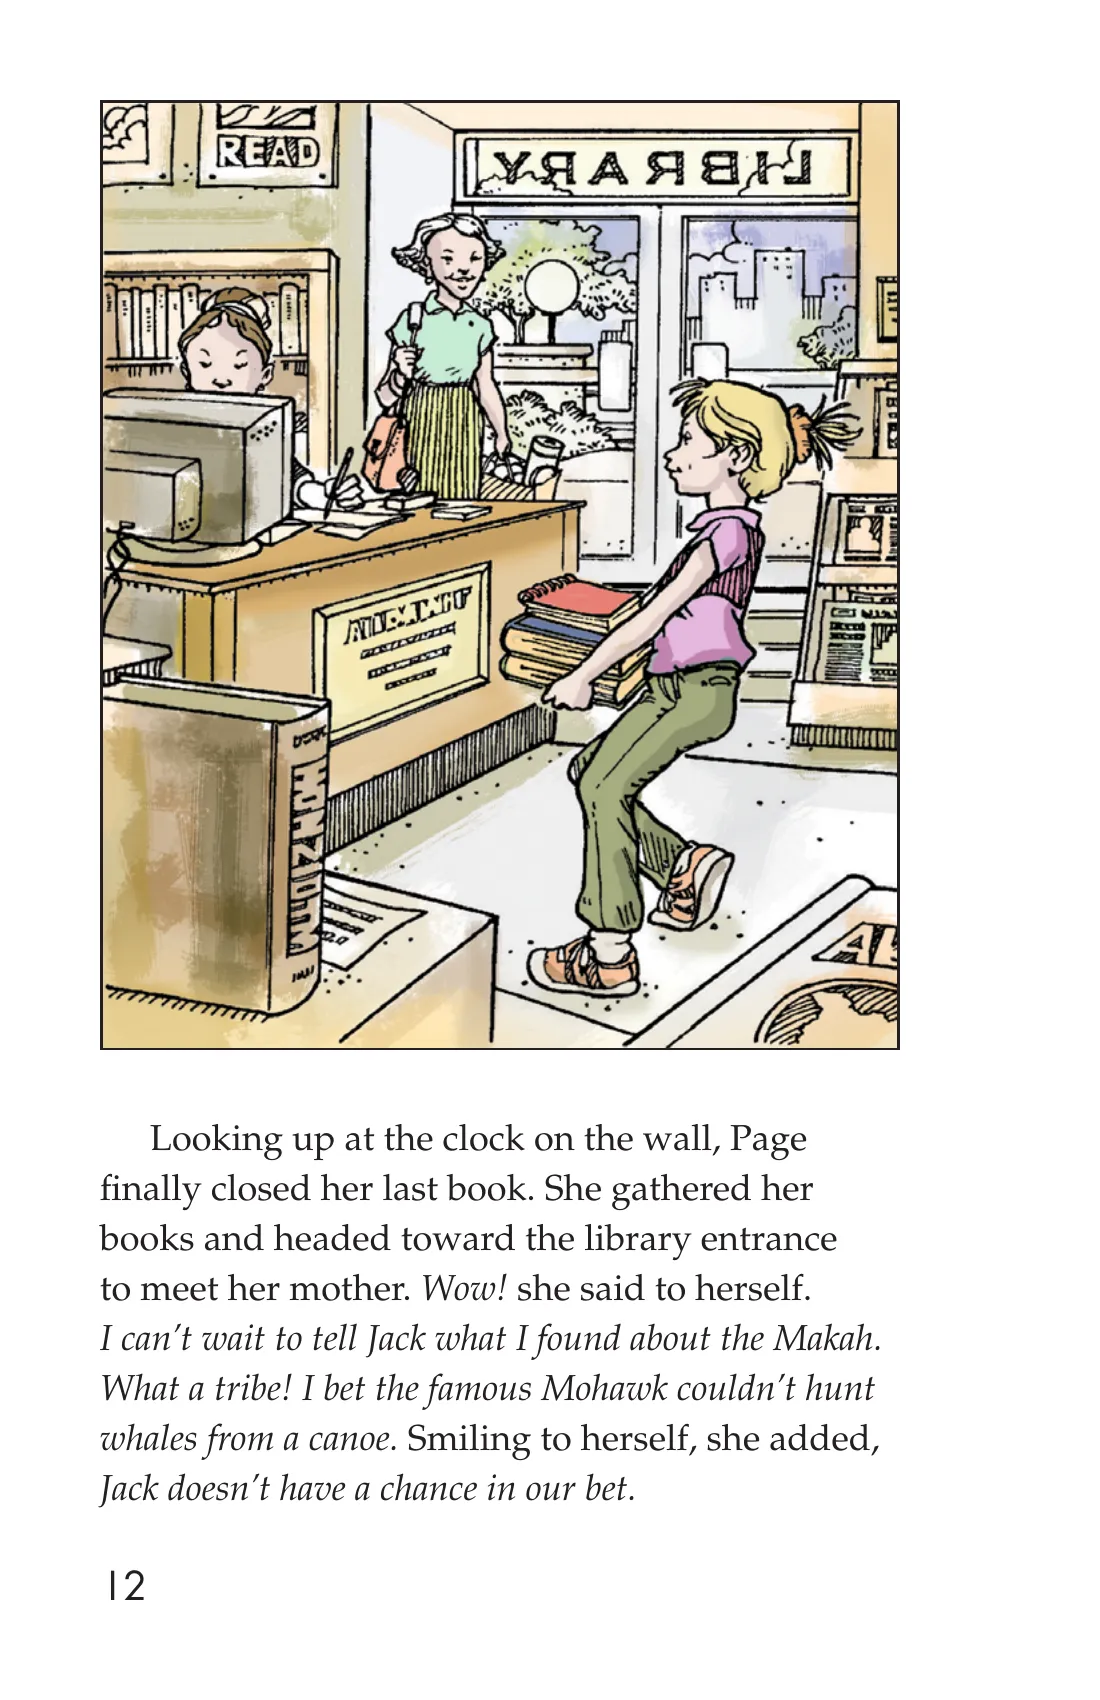 READ
LIBRARY
Looking up at the clock on the wall, Page
finally closed her last book. She gathered her
books and headed toward the library entrance
to meet her mother. Wow! she said to herself.
I can’t wait to tell Jack what I found about the Makah.
What a tribe! I bet the famous Mohawk couldn’t hunt
whales from a canoe. Smiling to herself, she added,
Jack doesn’t have a chance in our bet.
12